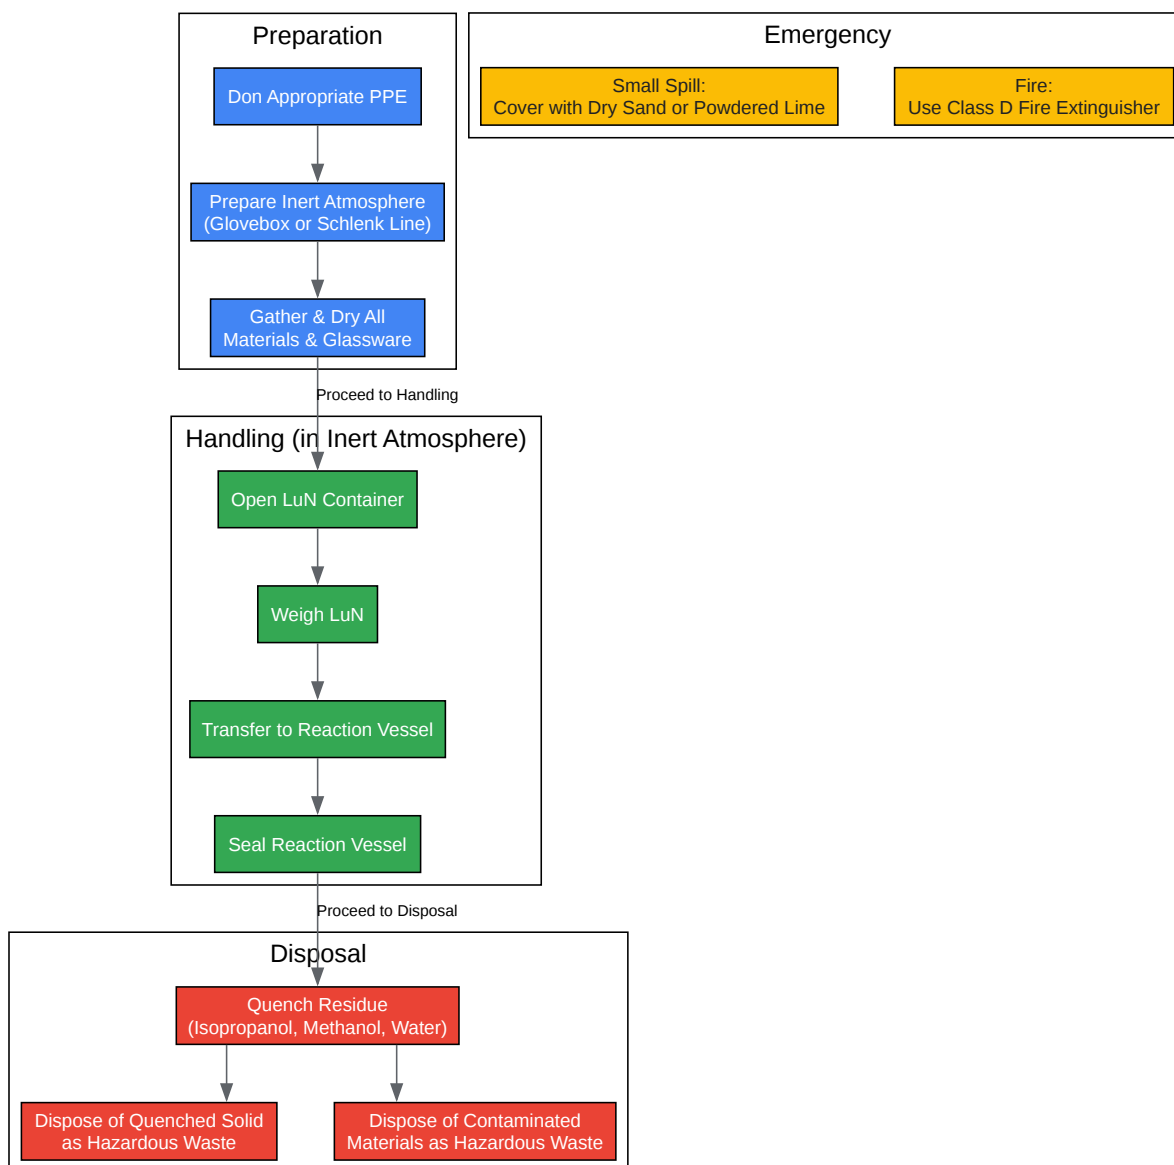 Preparation
Don Appropriate PPE
Prepare Inert Atmosphere
(Glovebox or Schlenk Line)
Gather & Dry All
Materials & Glassware
Emergency
Small Spill:
Cover with Dry Sand or Powdered Lime
Fire:
Use Class D Fire Extinguisher
Proceed to Handling
Handling (in Inert Atmosphere)
Open LuN Container
Weigh LuN
Transfer to Reaction Vessel
Seal Reaction Vessel
Proceed to Disposal
Disposal
Quench Residue
(Isopropanol, Methanol, Water)
Dispose of Quenched Solid
as Hazardous Waste
Dispose of Contaminated
Materials as Hazardous Waste